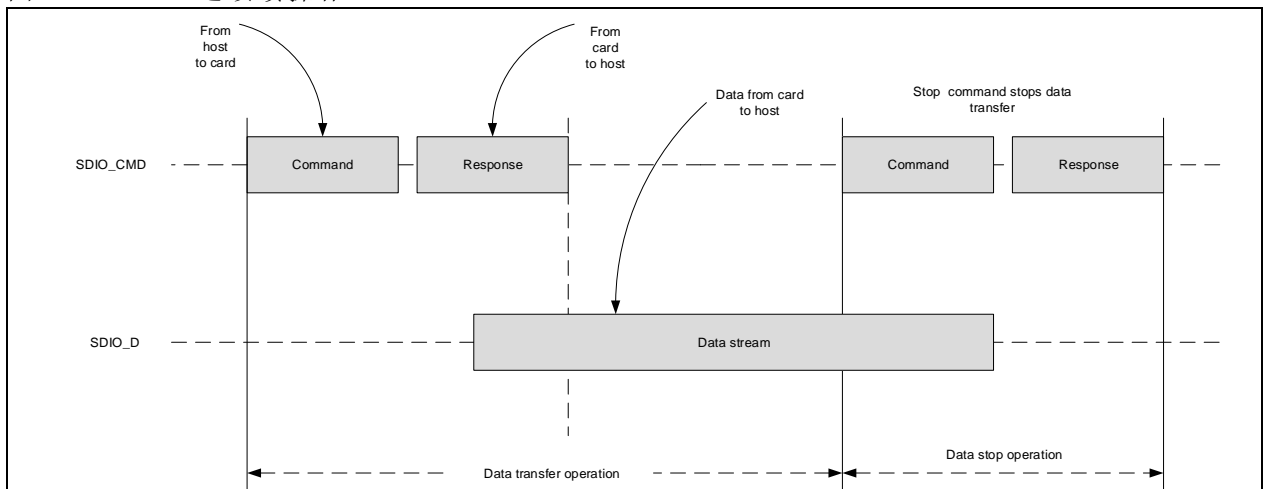 From
host
to card
From
card
to host
Data from card
to host
Stop command stops data
transfer
SDIO_CMD
Command
Response
Command
Response
SDIO_D
Data stream
Data transfer operation
Data stop operation